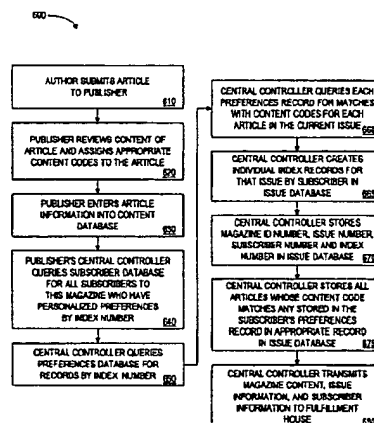 600
AUTHOR SUBMITS ARTICLE
TO PUBLISHER
610
PUBLISHER REVIEWS CONTENT OF
ARTICLE AND ASSIGNS APPROPRIATE
CONTENT CODES TO THE ARTICLE
620
PUBLISHER ENTERS ARTICLE
INFORMATION INTO CONTENT
DATABASE
630
PUBLISHER'S CENTRAL CONTROLLER
QUERIES SUBSCRIBER DATABASE
FOR ALL SUBSCRIBERS TO
THIS MAGAZINE WHO HAVE
PERSONALIZED PREFERENCES
BY INDEX NUMBER
640
CENTRAL CONTROLLER QUERIES
PREFERENCES DATABASE FOR
RECORDS BY INDEX NUMBER
650
CENTRAL CONTROLLER QUERIES EACH
PREFERENCES RECORD FOR MATCHES
WITH CONTENT CODES FOR EACH
ARTICLE IN THE CURRENT ISSUE
CENTRAL CONTROLLER CREATES
INDIVIDUAL INDEX RECORDS FOR
THAT ISSUE BY SUBSCRIBER IN
ISSUE DATABASE
CENTRAL CONTROLLER STORES
MAGAZINE ID NUMBER, ISSUE NUMBER,
SUBSCRIBER NUMBER AND INDEX
NUMBER IN ISSUE DATABASE
CENTRAL CONTROLLER STORES ALL
ARTICLES WHOSE CONTENT CODE
MATCHES ANY STORED IN THE
SUBSCRIBER'S PREFERENCES
RECORD IN APPROPRIATE RECORD
IN ISSUE DATABASE
CENTRAL CONTROLLER TRANSMITS
MAGAZINE CONTENT, ISSUE
INFORMATION, AND SUBSCRIBER
INFORMATION TO FULFILLMENT
HOUSE